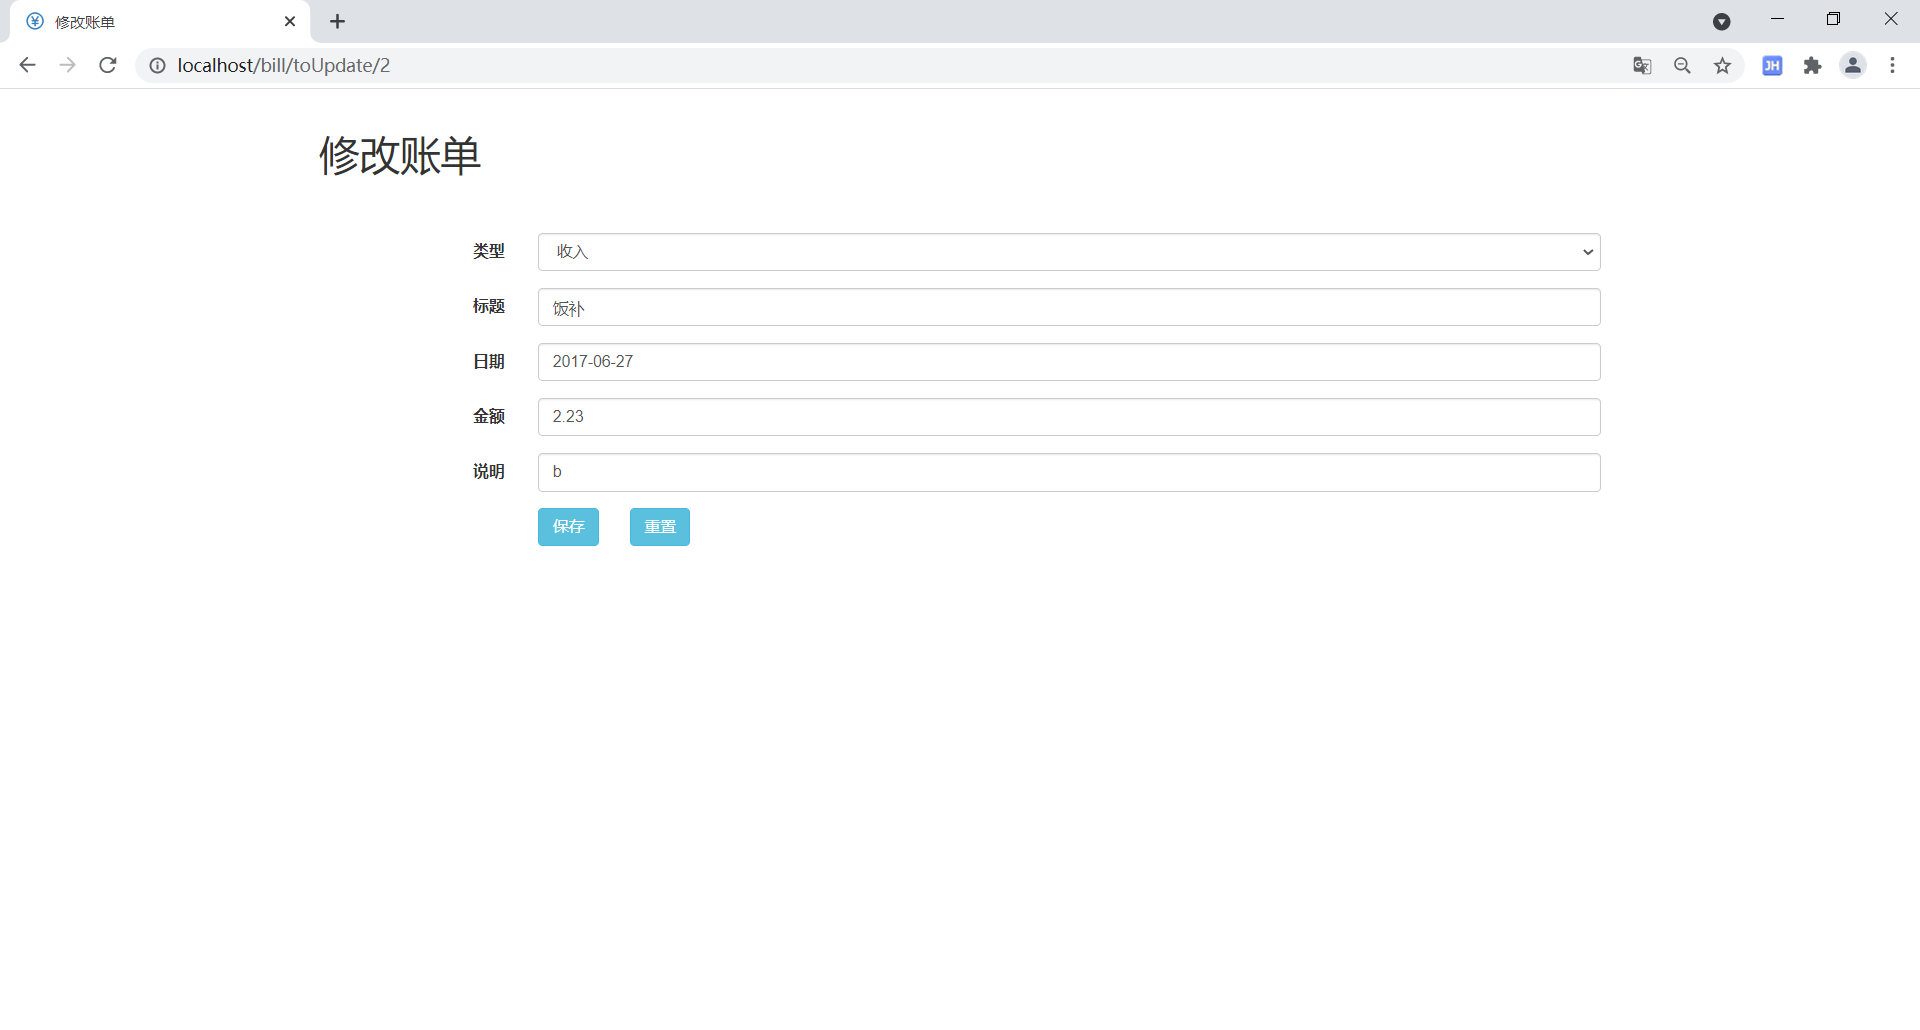 修改账单
localhost/bill/toUpdate/2
JH
修改账单
类型 收入
标题 饭补
日期 2017-06-27
金额 2.23
说明 b
保存 重置